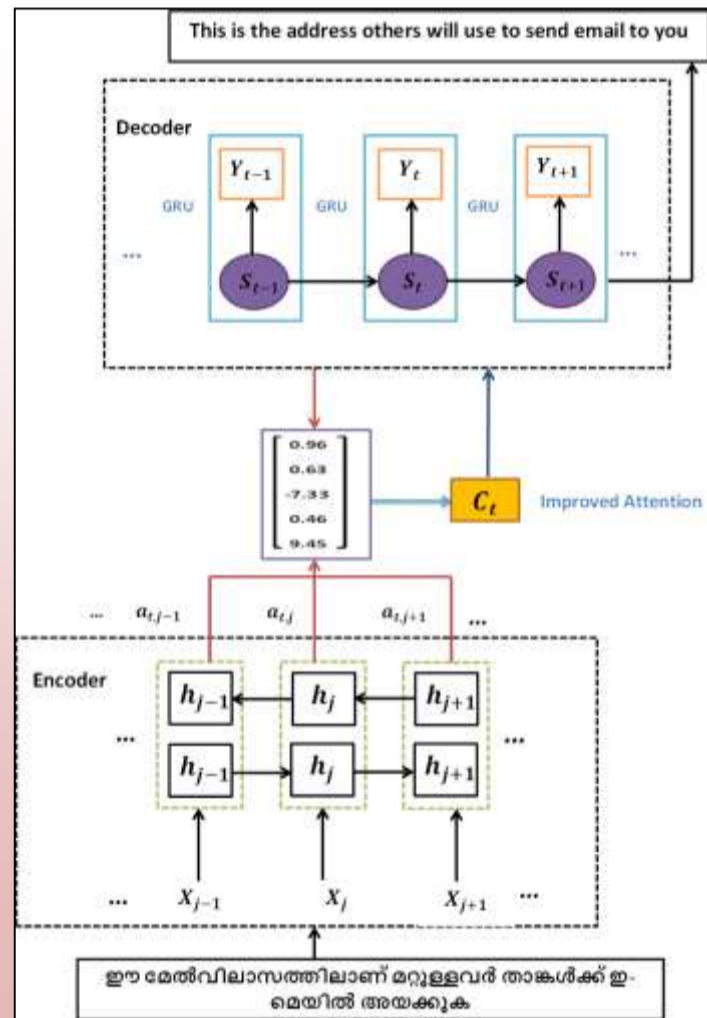 This is the address others will use to send email to you
Decoder
Y_{t-1} Y_t Y_{t+1}
GRU GRU GRU
... ...
S_{t-1} S_t S_{t+1}
0.96
0.63
-7.33
0.46
9.45
C_t Improved Attention
... a_{t,j-1} a_{t,j} a_{t,j+1} ...
Encoder
h_{j-1} h_j h_{j+1}
... ...
h_{j-1} h_j h_{j+1}
... X_{j-1} X_j X_{j+1} ...
ഈ മേൽവിലാസത്തിലാണ് മറ്റുള്ളവർ താങ്കൾക്ക് ഇ-
മെയിൽ അയക്കുക